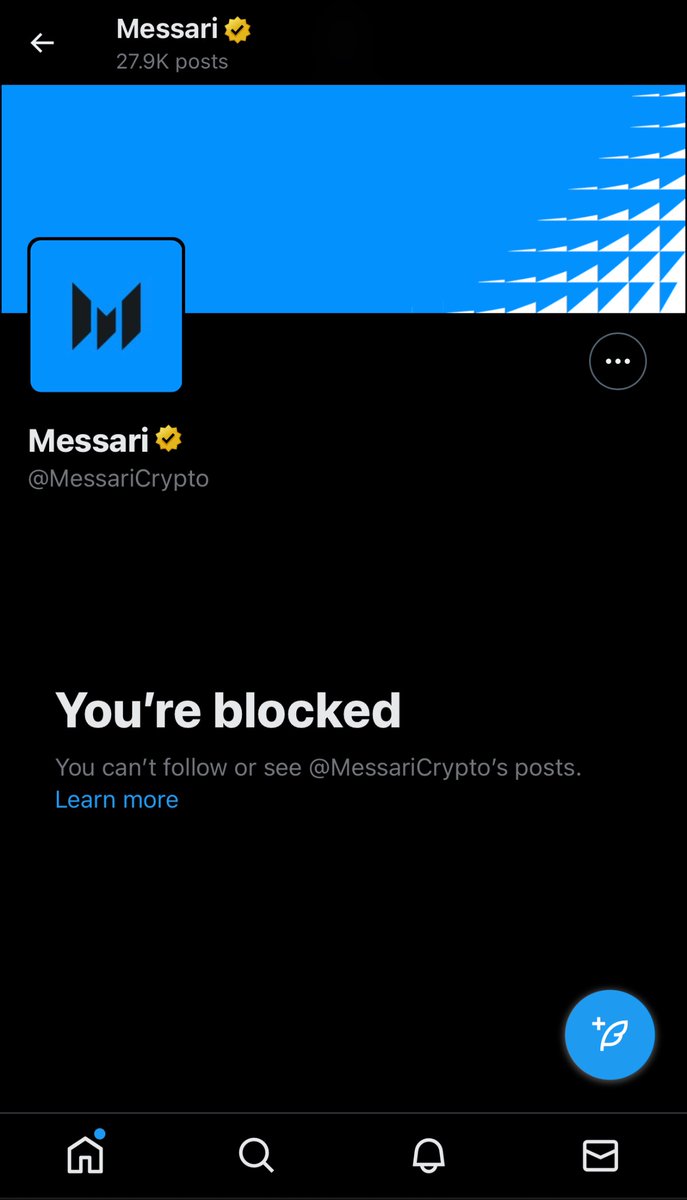 Messari
27.9K posts
Messari
@MessariCrypto
You’re blocked
You can’t follow or see @MessariCrypto’s posts.
Learn more